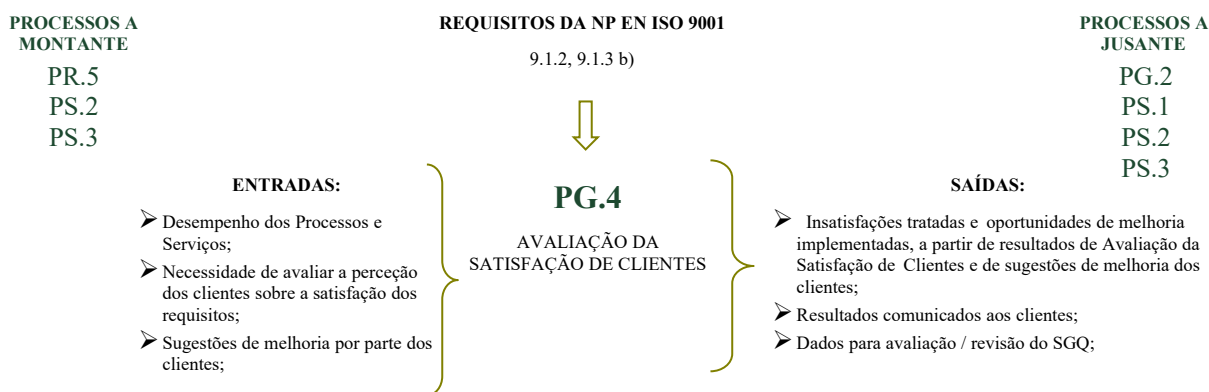 PROCESSOS A
MONTANTE
PR.5
PS.2
PS.3
REQUISITOS DA NP EN ISO 9001
9.1.2, 9.1.3 b)
PROCESSOS A
JUSANTE
PG.2
PS.1
PS.2
PS.3
ENTRADAS:
➢ Desempenho dos Processos e
Serviços;
➢ Necessidade de avaliar a perceção
dos clientes sobre a satisfação dos
requisitos;
➢ Sugestões de melhoria por parte dos
clientes;
PG.4
AVALIAÇÃO DA
SATISFAÇÃO DE CLIENTES
SAÍDAS:
➢ Insatisfações tratadas e oportunidades de melhoria
implementadas, a partir de resultados de Avaliação da
Satisfação de Clientes e de sugestões de melhoria dos
clientes;
➢ Resultados comunicados aos clientes;
➢ Dados para avaliação / revisão do SGQ;